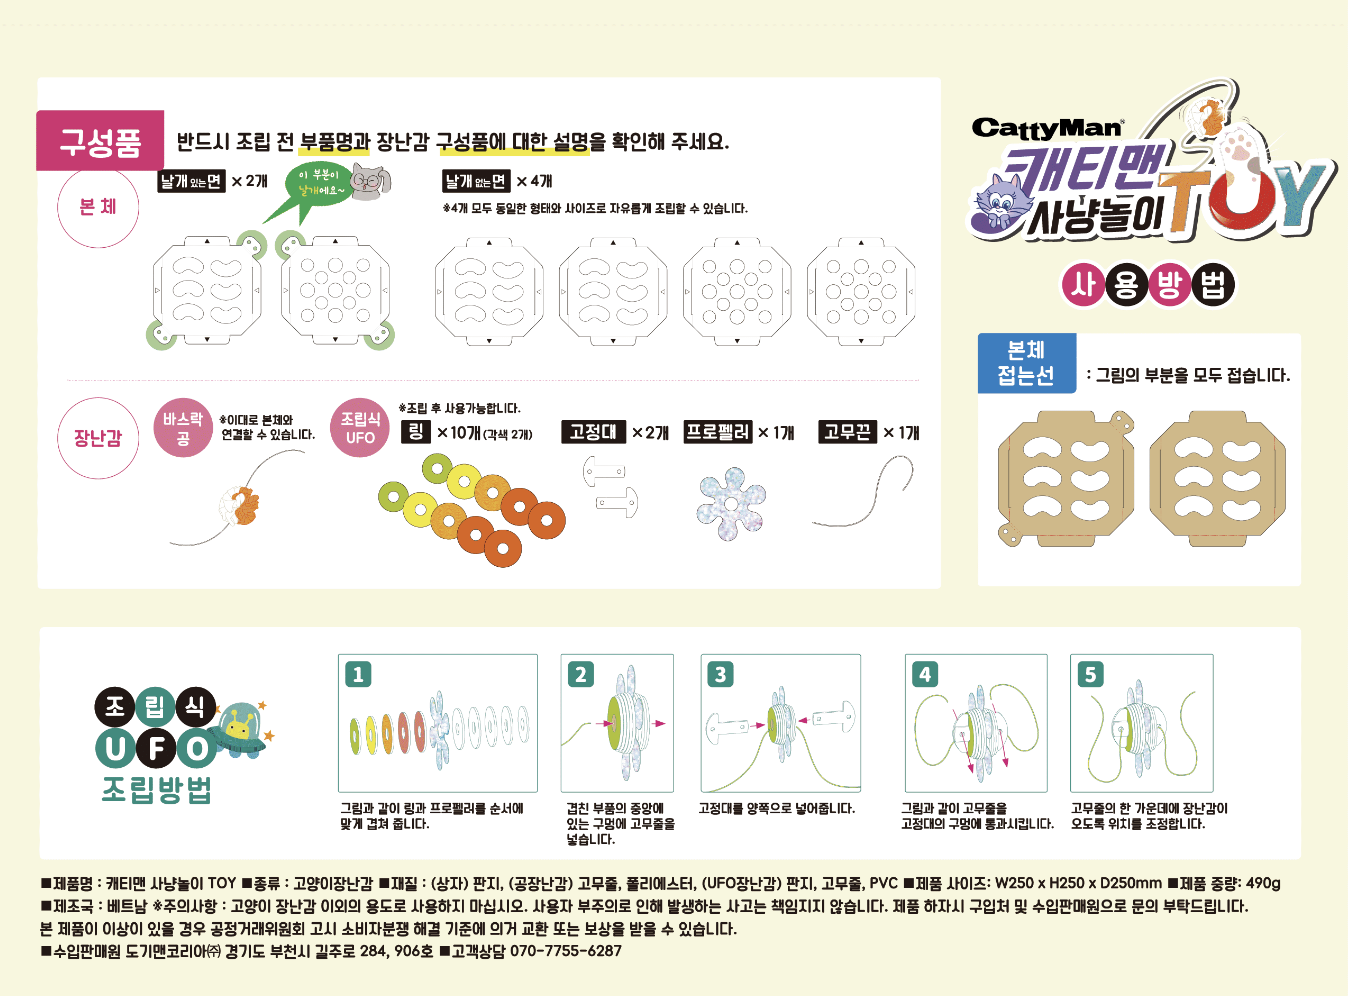 구성품
반드시 조립 전 부품명과 장난감 구성품에 대한 설명을 확인해 주세요.
본 체
날개 있는 면 × 2개
이 부분이
날개에요~
날개 없는 면 × 4개
※4개 모두 동일한 형태와 사이즈로 자유롭게 조립할 수 있습니다.
장난감
바스락
공
※이대로 본체와
연결할 수 있습니다.
조립식
UFO
※조립 후 사용가능합니다.
링 ×10개 (각색 2개)
고정대 ×2개
프로펠러 × 1개
고무끈 × 1개
CattyMan®
캐티맨
사냥놀이 TOY
사용방법
본체
접는선
: 그림의 부분을 모두 접습니다.
조립식
UFO
조립방법
1
그림과 같이 링과 프로펠러를 순서에
맞게 겹쳐 줍니다.
2
겹친 부품의 중앙에
있는 구멍에 고무줄을
넣습니다.
3
고정대를 양쪽으로 넣어줍니다.
4
그림과 같이 고무줄을
고정대의 구멍에 통과시킵니다.
5
고무줄의 한 가운데에 장난감이
오도록 위치를 조정합니다.
■제품명 : 캐티맨 사냥놀이 TOY ■종류 : 고양이장난감 ■재질 : (상자) 판지, (공장난감) 고무줄, 폴리에스터, (UFO장난감) 판지, 고무줄, PVC ■제품 사이즈: W250 x H250 x D250mm ■제품 중량: 490g
■제조국 : 베트남 ※주의사항 : 고양이 장난감 이외의 용도로 사용하지 마십시오. 사용자 부주의로 인해 발생하는 사고는 책임지지 않습니다. 제품 하자시 구입처 및 수입판매원으로 문의 부탁드립니다.
본 제품이 이상이 있을 경우 공정거래위원회 고시 소비자분쟁 해결 기준에 의거 교환 또는 보상을 받을 수 있습니다.
■수입판매원 도기맨코리아㈜ 경기도 부천시 길주로 284, 906호 ■고객상담 070-7755-6287